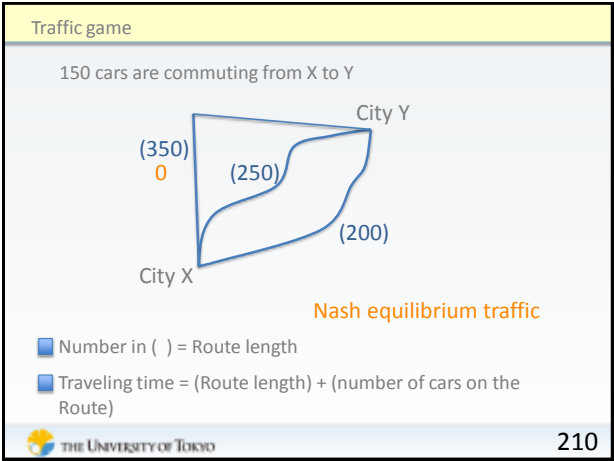 Traffic game
150 cars are commuting from X to Y
City Y
(350)
0
(250)
(200)
City X
Nash equilibrium traffic
Number in ( ) = Route length
Traveling time = (Route length) + (number of cars on the
Route)
THE UNIVERSITY OF TOKYO
210